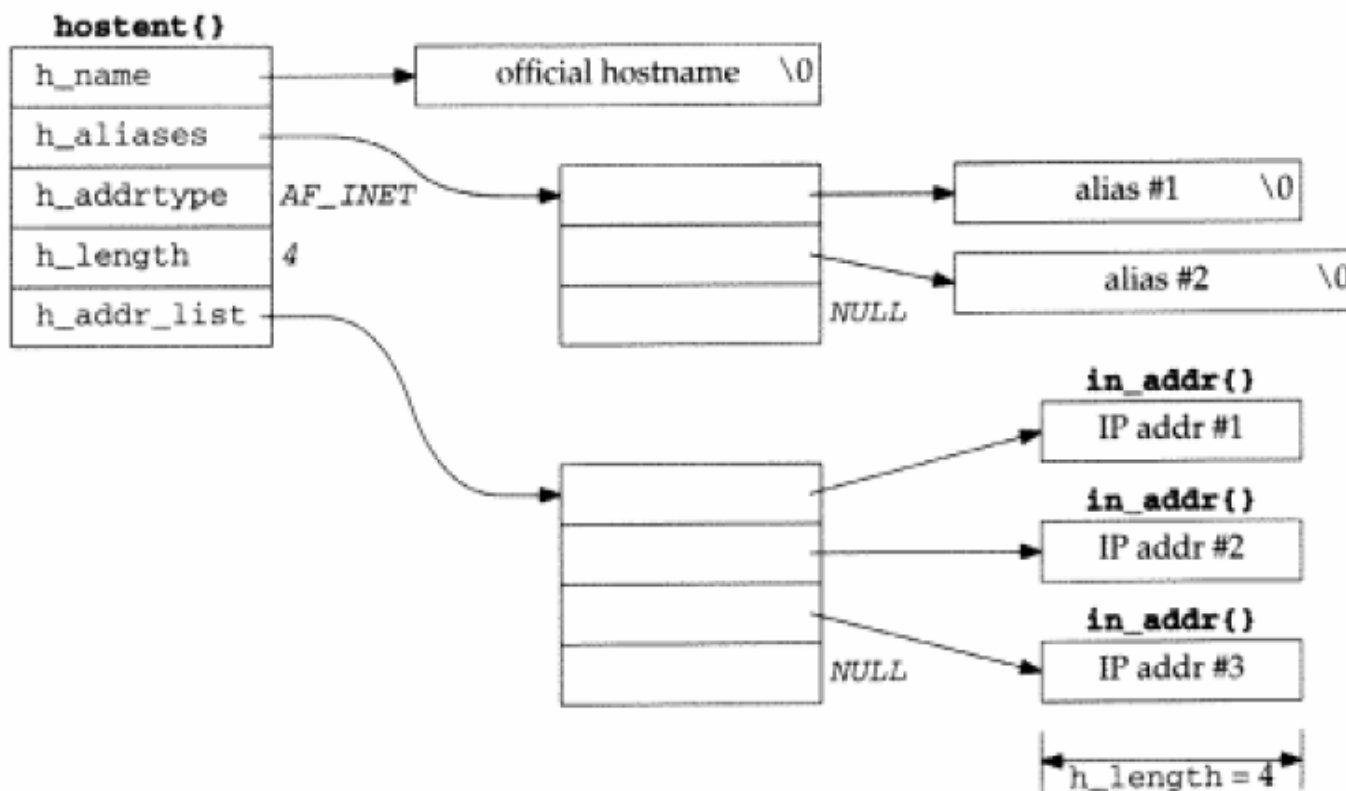 hostent{}
h_name
official hostname \0
h_aliases
h_addrtype AF_INET
alias #1 \0
h_length 4
alias #2 \0
h_addr_list
NULL
in_addr{}
IP addr #1
in_addr{}
IP addr #2
in_addr{}
IP addr #3
NULL
h_length = 4